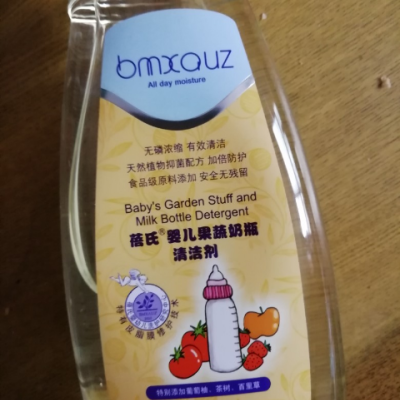 bmxauz
All day moisture
无磷浓缩 有效清洁
天然植物抑菌配方 加倍防护
食品级原料添加 安全无残留
Baby's Garden Stuff and
Milk Bottle Detergent
蓓氏®婴儿果蔬奶瓶
清洁剂
特别添加葡萄柚、茶树、百里草